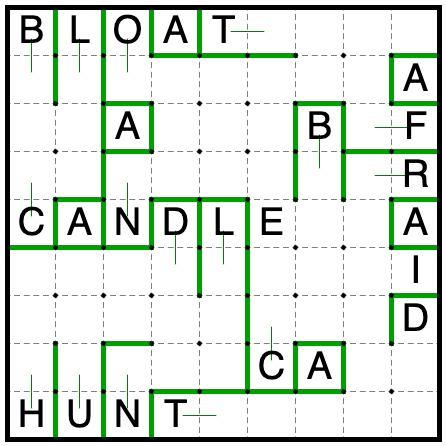 B L O A T
A
A B F
R
C A N D L E A
I
D
C A
H U N T